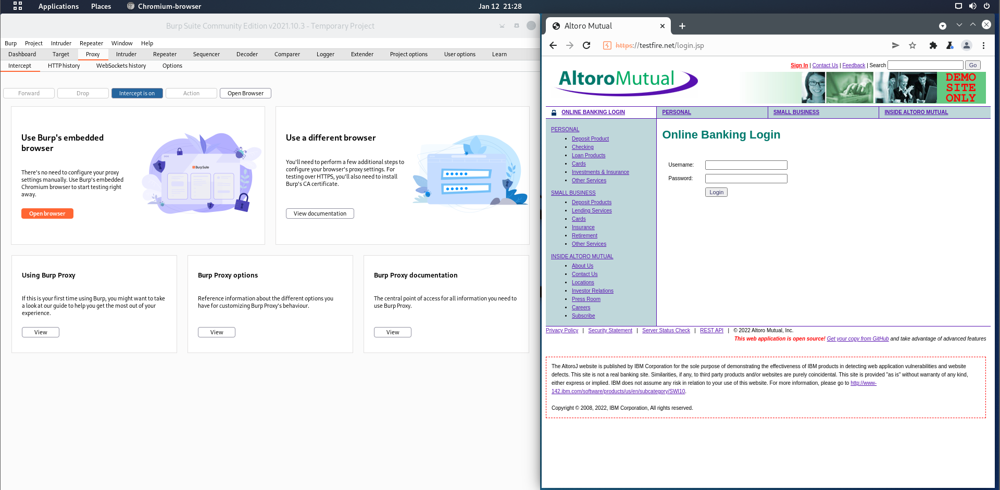 Applications Places Chromium-browser Jan 12 21:28
Burp Suite Community Edition v2021.10.3 - Temporary Project
Burp Project Intruder Repeater Window Help
Dashboard Target Proxy Intruder Repeater Sequencer Decoder Comparer Logger Extender Project options User options Learn
Intercept HTTP history WebSockets history Options
Forward Drop Intercept is on Action Open Browser
Use Burp's embedded
browser
There's no need to configure your proxy
settings manually. Use Burp's embedded
Chromium browser to start testing right
away.
Open browser
Burp Suite
Use a different browser
You'll need to perform a few additional steps to
configure your browser's proxy settings. For
testing over HTTPS, you'll also need to install
Burp's CA certificate.
View documentation
Using Burp Proxy
If this is your first time using Burp, you might want to take
a look at our guide to help you get the most out of your
experience.
View
Burp Proxy options
Reference information about the different options you
have for customizing Burp Proxy's behaviour.
View
Burp Proxy documentation
The central point of access for all information you need to
use Burp Proxy.
View
Altoro Mutual
https://testfire.net/login.jsp
Sign In | Contact Us | Feedback | Search Go
AltoroMutual
DEMO
SITE
ONLY
ONLINE BANKING LOGIN PERSONAL SMALL BUSINESS INSIDE ALTORO MUTUAL
PERSONAL
• Deposit Product
• Checking
• Loan Products
• Cards
• Investments & Insurance
• Other Services
SMALL BUSINESS
• Deposit Products
• Lending Services
• Cards
• Insurance
• Retirement
• Other Services
INSIDE ALTORO MUTUAL
• About Us
• Contact Us
• Locations
• Investor Relations
• Press Room
• Careers
• Subscribe
Online Banking Login
Username:
Password:
Login
Privacy Policy | Security Statement | Server Status Check | REST API | © 2022 Altoro Mutual, Inc.
This web application is open source! Get your copy from GitHub and take advantage of advanced features
The AltoroJ website is published by IBM Corporation for the sole purpose of demonstrating the effectiveness of IBM products in detecting web application vulnerabilities and website
defects. This site is not a real banking site. Similarities, if any, to third party products and/or websites are purely coincidental. This site is provided "as is" without warranty of any kind,
either express or implied. IBM does not assume any risk in relation to your use of this website. For more information, please go to http://www-
142.ibm.com/software/products/us/en/subcategory/SWI10.
Copyright © 2008, 2022, IBM Corporation, All rights reserved.